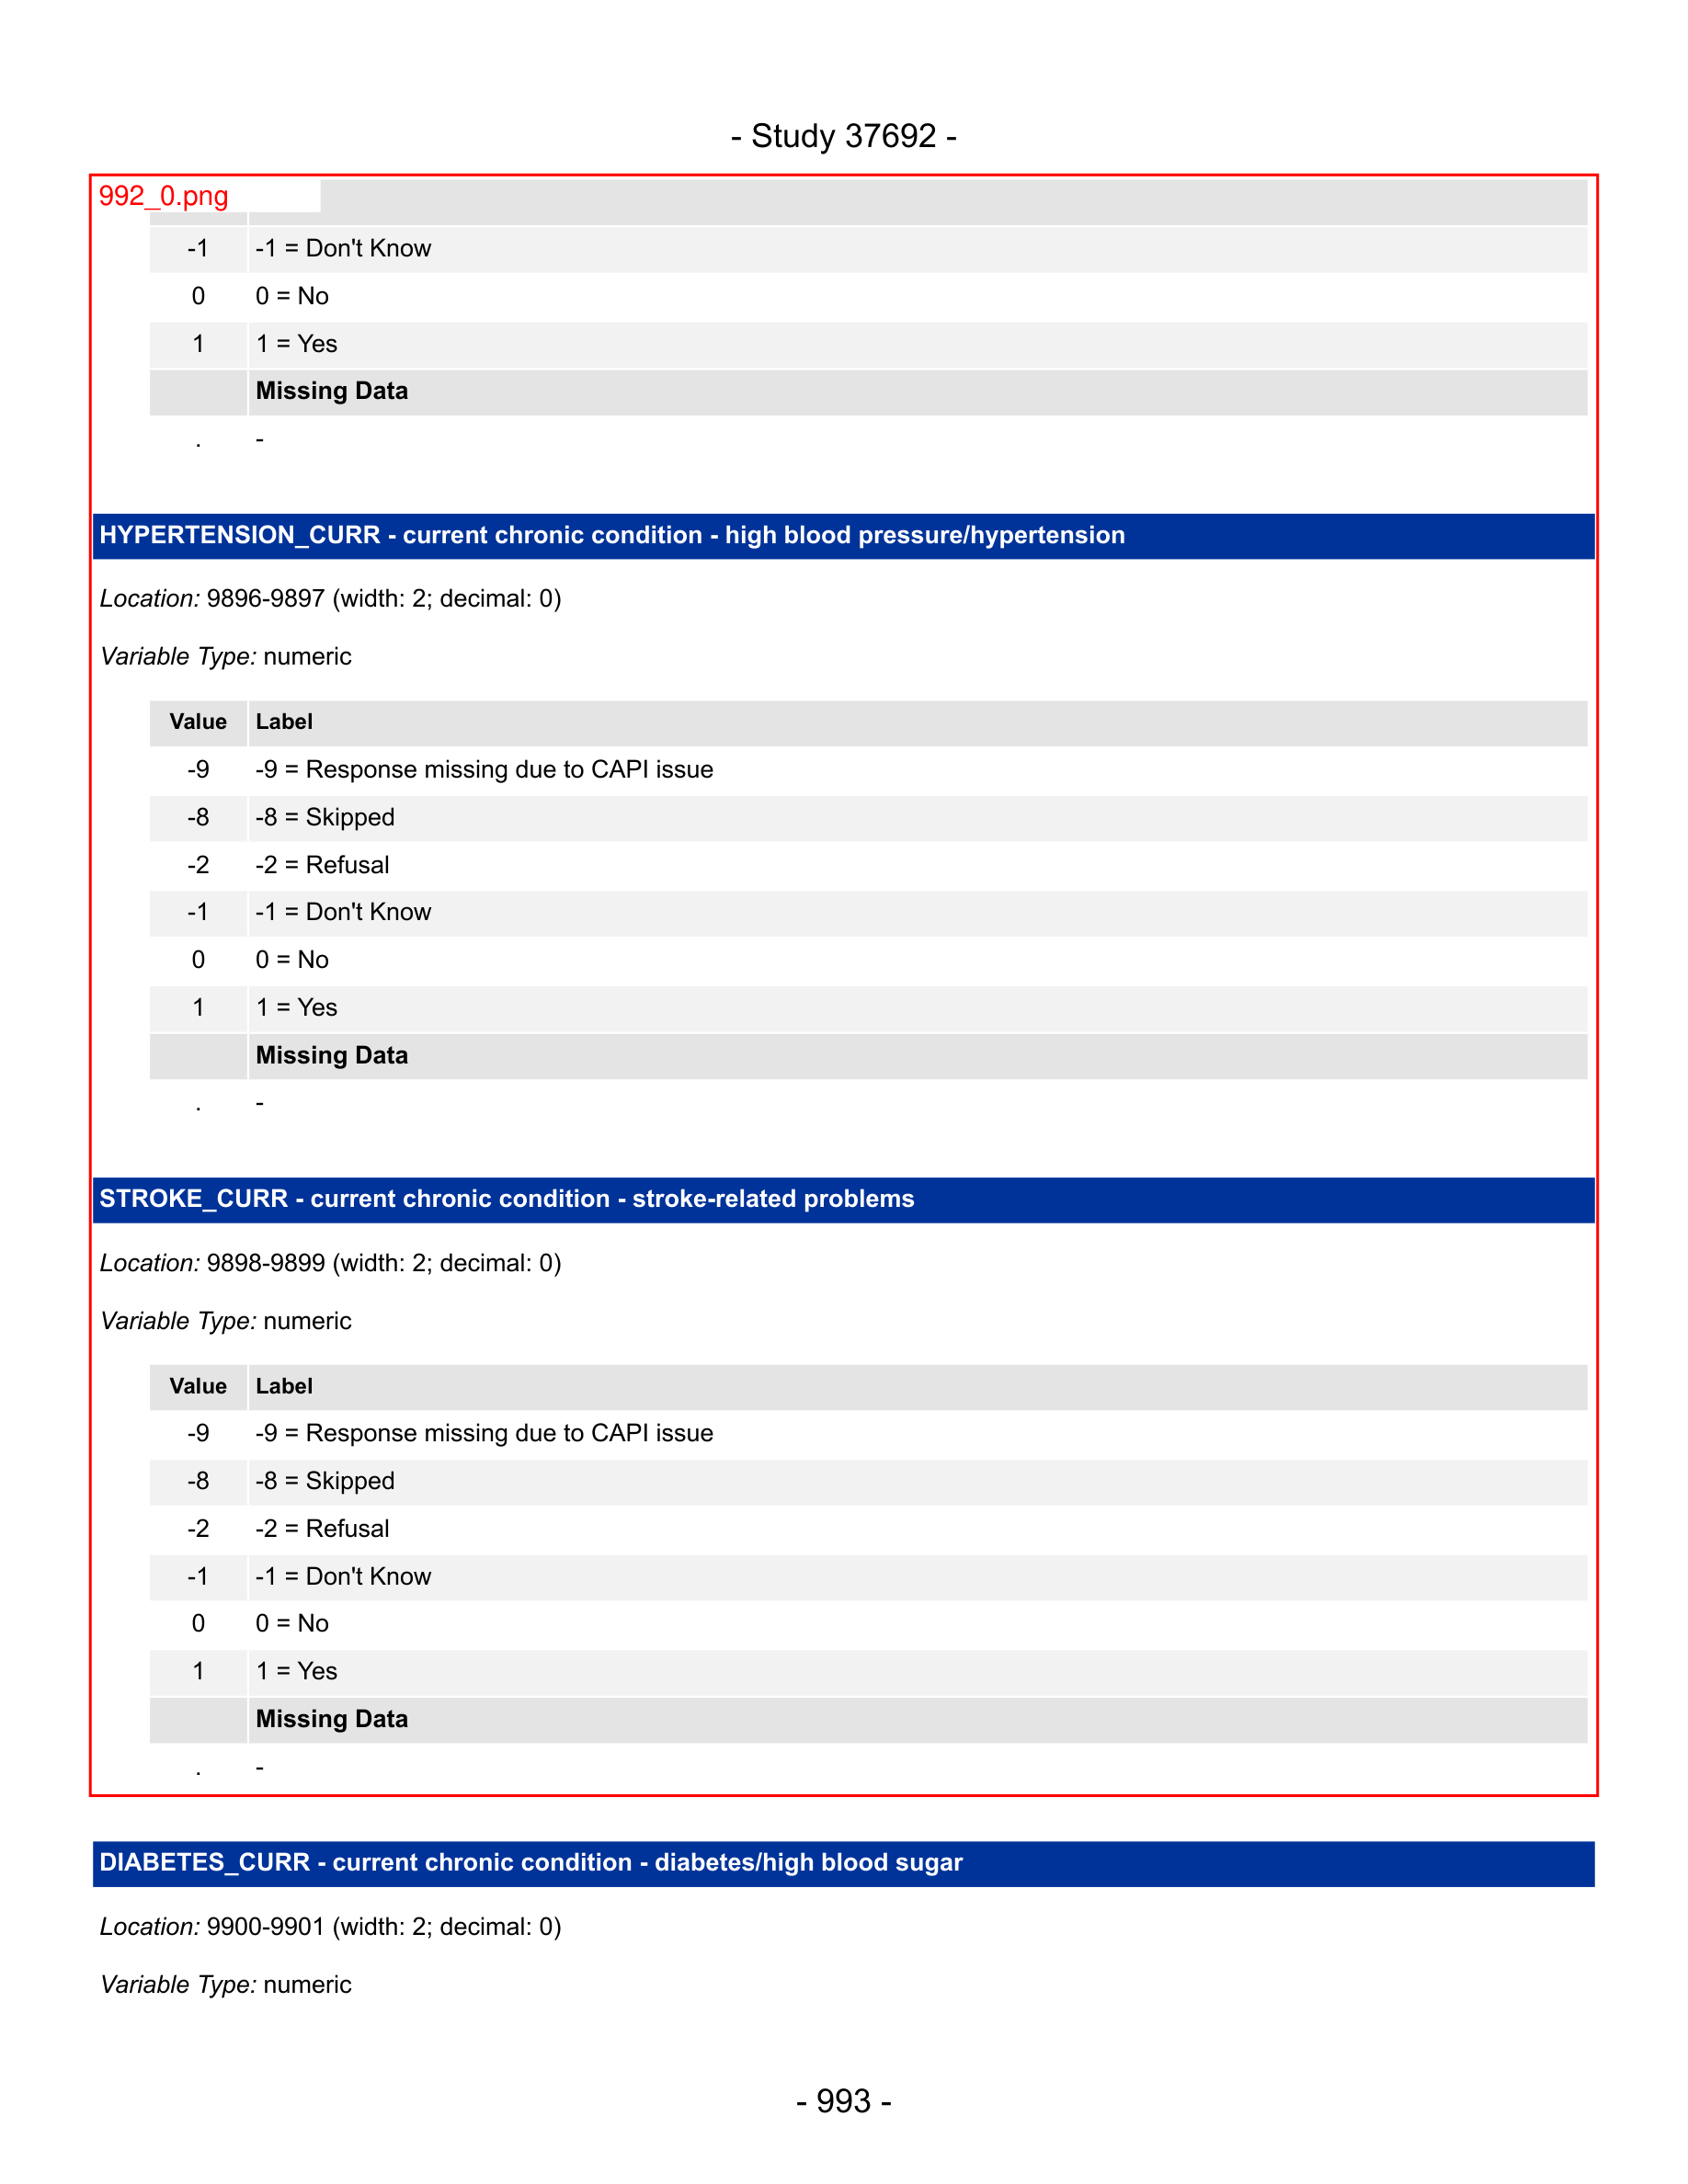 - Study 37692 -
992_0.png
-1 -1 = Don't Know
0 0 = No
1 1 = Yes
Missing Data
. -
HYPERTENSION_CURR - current chronic condition - high blood pressure/hypertension
Location: 9896-9897 (width: 2; decimal: 0)
Variable Type: numeric
Value Label
-9 -9 = Response missing due to CAPI issue
-8 -8 = Skipped
-2 -2 = Refusal
-1 -1 = Don't Know
0 0 = No
1 1 = Yes
Missing Data
. -
STROKE_CURR - current chronic condition - stroke-related problems
Location: 9898-9899 (width: 2; decimal: 0)
Variable Type: numeric
Value Label
-9 -9 = Response missing due to CAPI issue
-8 -8 = Skipped
-2 -2 = Refusal
-1 -1 = Don't Know
0 0 = No
1 1 = Yes
Missing Data
. -
DIABETES_CURR - current chronic condition - diabetes/high blood sugar
Location: 9900-9901 (width: 2; decimal: 0)
Variable Type: numeric
- 993 -